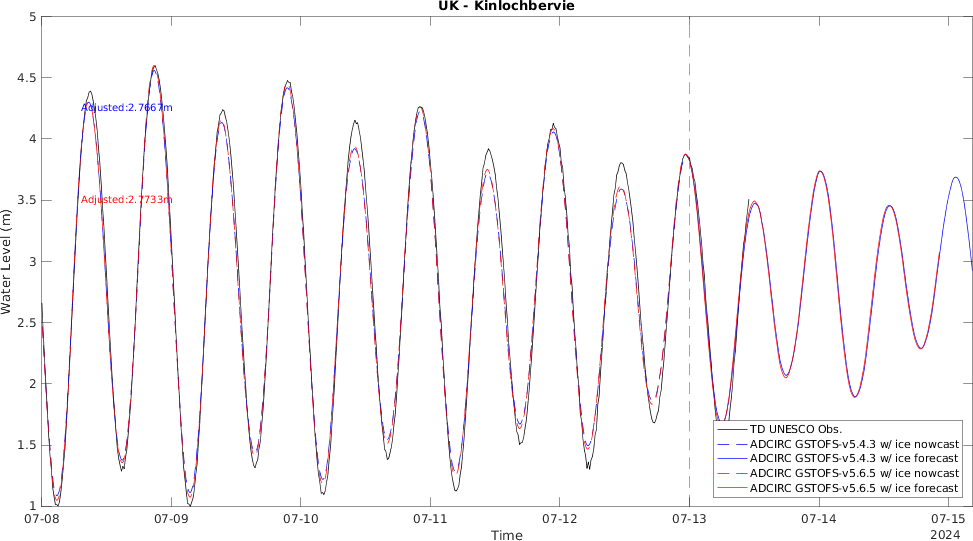 UK - Kinlochbervie
5
4.5
4
3.5
3
2.5
2
1.5
1
Water Level (m)
Adjusted:2.7667m
Adjusted:2.7733m
TD UNESCO Obs.
ADCIRC GSTOFS-v5.4.3 w/ ice nowcast
ADCIRC GSTOFS-v5.4.3 w/ ice forecast
ADCIRC GSTOFS-v5.6.5 w/ ice nowcast
ADCIRC GSTOFS-v5.6.5 w/ ice forecast
07-08 07-09 07-10 07-11 07-12 07-13 07-14 07-15
Time 2024